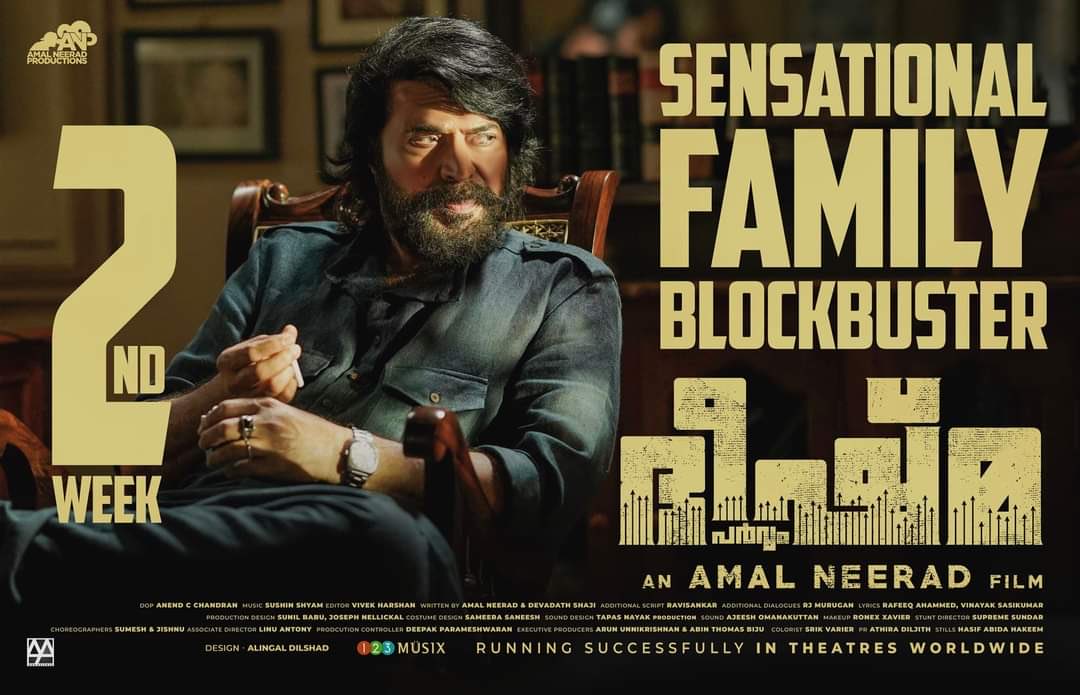 AMAL NEERAD
PRODUCTIONS
2ND
WEEK
SENSATIONAL
FAMILY
BLOCKBUSTER
ഭീഷ്മ
പർവ്വം
AN AMAL NEERAD FILM
DOP ANEND C CHANDRAN MUSIC SUSHIN SHYAM EDITOR VIVEK HARSHAN WRITTEN BY AMAL NEERAD & DEVADATH SHAJI ADDITIONAL SCRIPT RAVISANKAR ADDITIONAL DIALOGUES RJ MURUGAN LYRICS RAFEEQ AHAMMED, VINAYAK SASIKUMAR
PRODUCTION DESIGN SUNIL BABU, JOSEPH NELLICKAL COSTUME DESIGN SAMEERA SANEESH SOUND DESIGN TAPAS NAYAK PRODUCTION SOUND AJEESH OMANAKUTTAN MAKEUP RONEX XAVIER STUNT DIRECTOR SUPREME SUNDAR
CHOREOGRAPHERS SUMESH & JISHNU ASSOCIATE DIRECTOR LINU ANTONY PRODCUTION CONTROLLER DEEPAK PARAMESHWARAN EXECUTIVE PRODUCERS ARUN UNNIKRISHNAN & ABIN THOMAS BIJU COLORIST SRIK VARIER PR ATHIRA DILJITH STILLS HASIF ABIDA HAKEEM
DESIGN - ALINGAL DILSHAD 123 MÜSIX RUNNING SUCCESSFULLY IN THEATRES WORLDWIDE